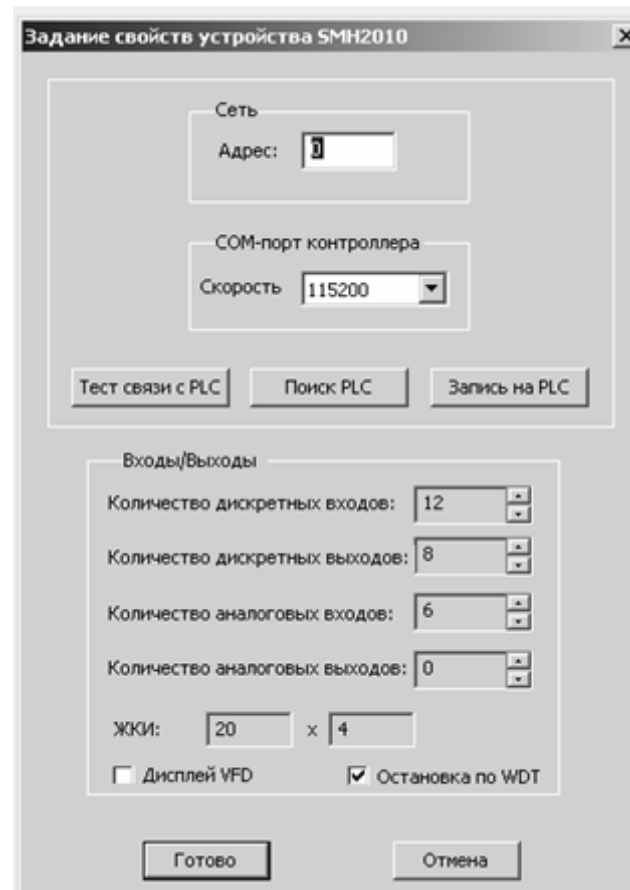 Задание свойств устройства SMH2010
Сеть
Адрес: 0
COM-порт контроллера
Скорость 115200
Тест связи с PLC Поиск PLC Запись на PLC
Входы/Выходы
Количество дискретных входов: 12
Количество дискретных выходов: 8
Количество аналоговых входов: 6
Количество аналоговых выходов: 0
ЖКИ: 20 x 4
Дисплей VFD Остановка по WDT
Готово Отмена